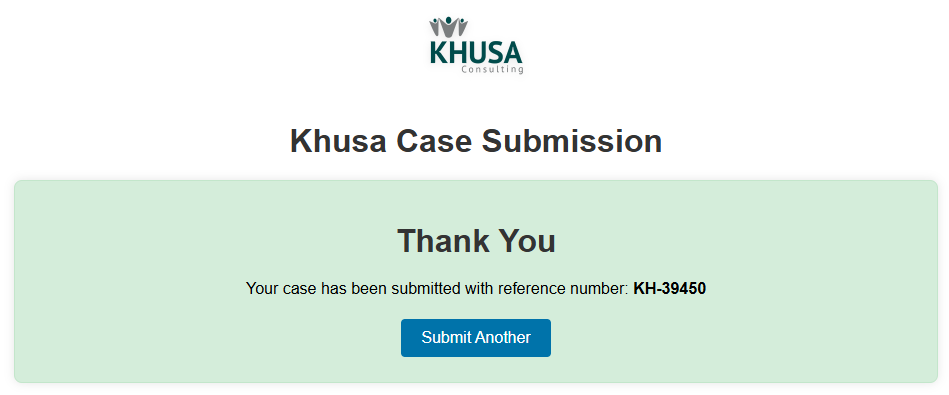 KHUSA
Consulting
Khusa Case Submission
Thank You
Your case has been submitted with reference number: KH-39450
Submit Another